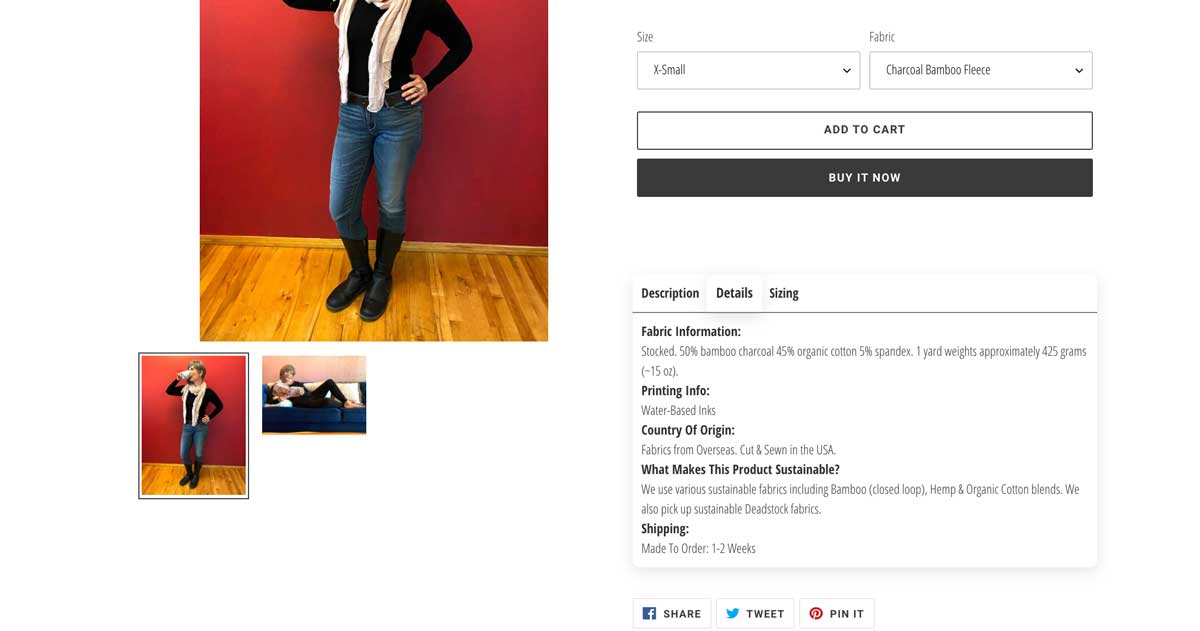 Size
Fabric
X-Small
Charcoal Bamboo Fleece
ADD TO CART
BUY IT NOW
Description
Details
Sizing
Fabric Information:
Stocked. 50% bamboo charcoal 45% organic cotton 5% spandex. 1 yard weights approximately 425 grams
(~15 oz).
Printing Info:
Water-Based Inks
Country Of Origin:
Fabrics from Overseas. Cut & Sewn in the USA.
What Makes This Product Sustainable?
We use various sustainable fabrics including Bamboo (closed loop), Hemp & Organic Cotton blends. We
also pick up sustainable Deadstock fabrics.
Shipping:
Made To Order: 1-2 Weeks
SHARE
TWEET
PIN IT